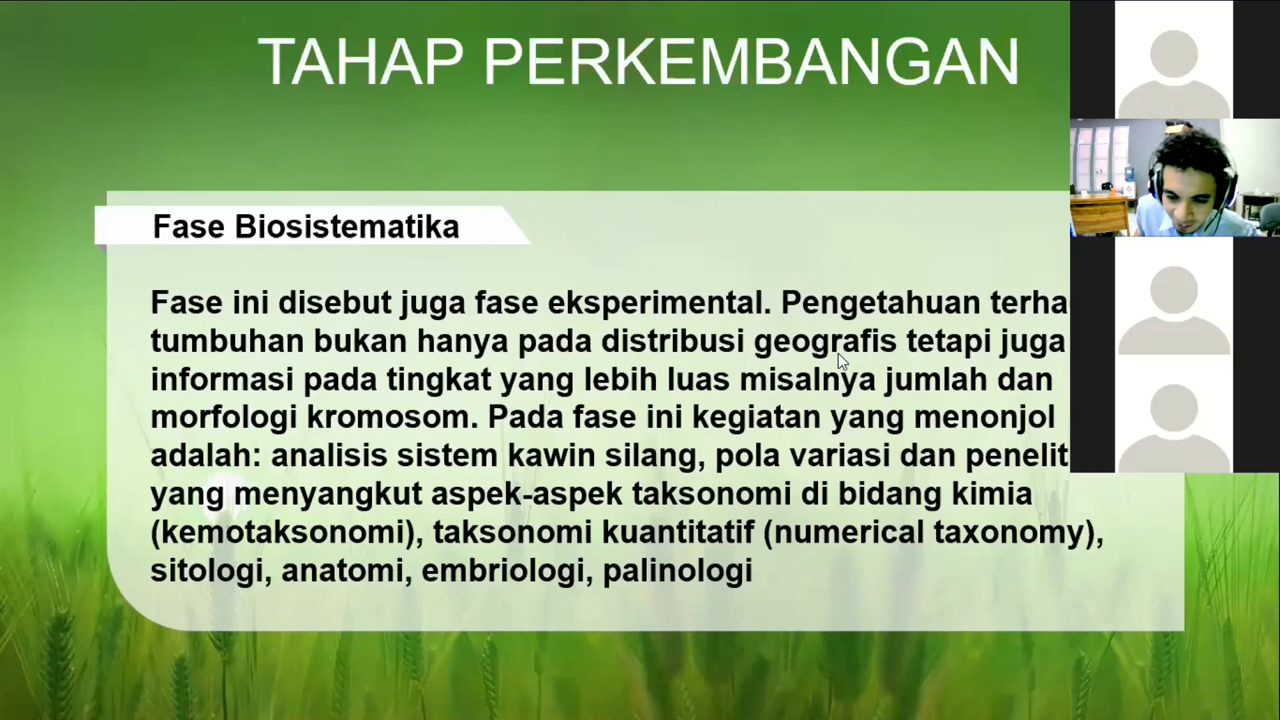 TAHAP PERKEMBANGAN
Fase Biosistematika
Fase ini disebut juga fase eksperimental. Pengetahuan terha
tumbuhan bukan hanya pada distribusi geografis tetapi juga
informasi pada tingkat yang lebih luas misalnya jumlah dan
morfologi kromosom. Pada fase ini kegiatan yang menonjol
adalah: analisis sistem kawin silang, pola variasi dan penelit
yang menyangkut aspek-aspek taksonomi di bidang kimia
(kemotaksonomi), taksonomi kuantitatif (numerical taxonomy),
sitologi, anatomi, embriologi, palinologi